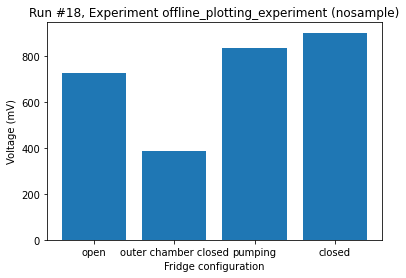 Run #18, Experiment offline_plotting_experiment (nosample)
800
600
400
200
0
Voltage (mV)
open outer chamber closed pumping closed
Fridge configuration